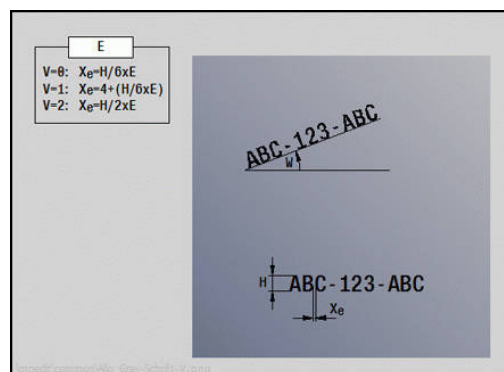 E
V=0: Xe=H/6xE
V=1: Xe=4+(H/6xE)
V=2: Xe=H/2xE
ABC-123-ABC
W
H
ABC-123-ABC
Xe